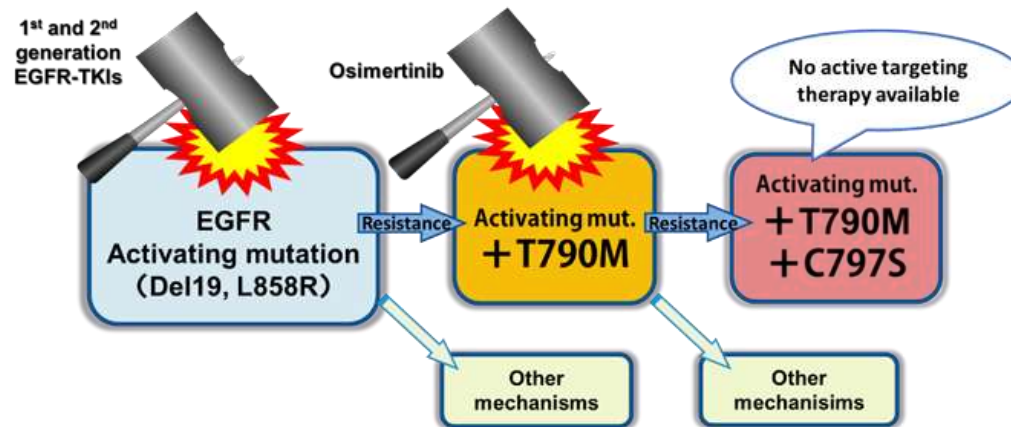 1st and 2nd
generation
EGFR-TKIs
Osimertinib
No active targeting
therapy available
EGFR
Activating mutation
（Del19, L858R）
Resistance
Activating mut.
＋T790M
Resistance
Activating mut.
＋T790M
＋C797S
Other
mechanisms
Other
mechanisims